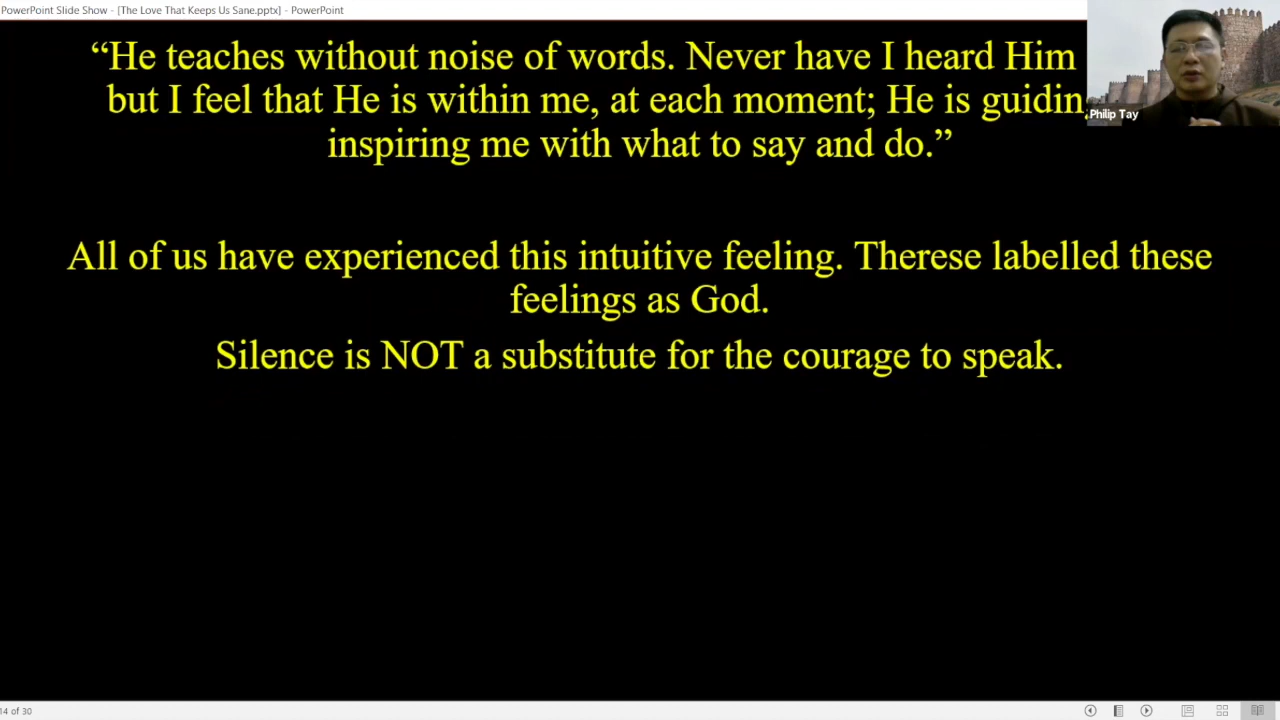 PowerPoint Slide Show - [The Love That Keeps Us Sane.pptx] - PowerPoint
“He teaches without noise of words. Never have I heard Him
but I feel that He is within me, at each moment; He is
inspiring me with what to say and do.”
Philip Tay
All of us have experienced this intuitive feeling. Therese labelled these
feelings as God.
Silence is NOT a substitute for the courage to speak.
14 of 30